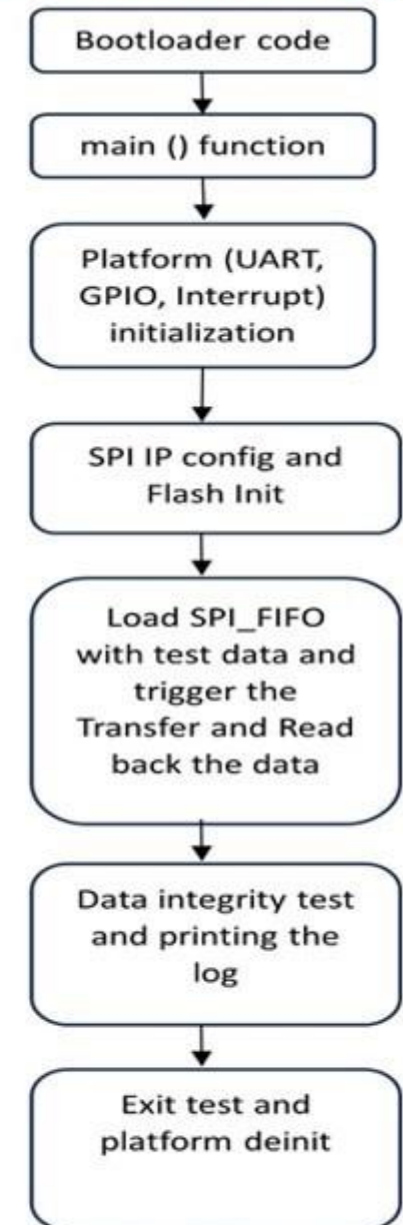 Bootloader code
main () function
Platform (UART,
GPIO, Interrupt)
initialization
SPI IP config and
Flash Init
Load SPI_FIFO
with test data and
trigger the
Transfer and Read
back the data
Data integrity test
and printing the
log
Exit test and
platform deinit